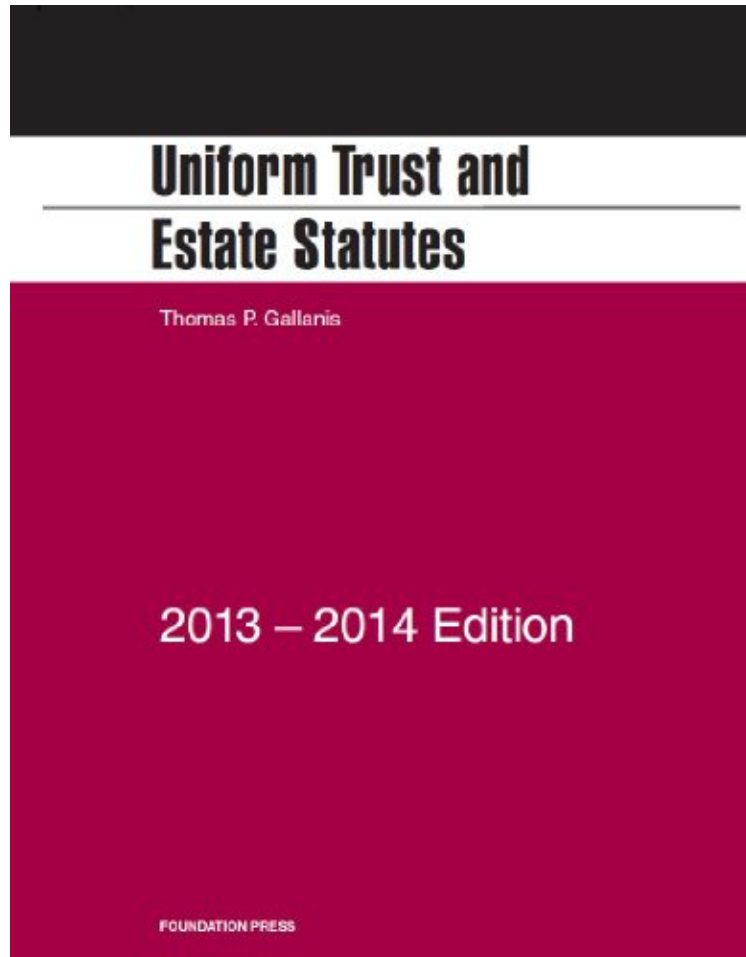 Uniform Trust and
Estate Statutes
Thomas P. Gallanis
2013 – 2014 Edition
FOUNDATION PRESS